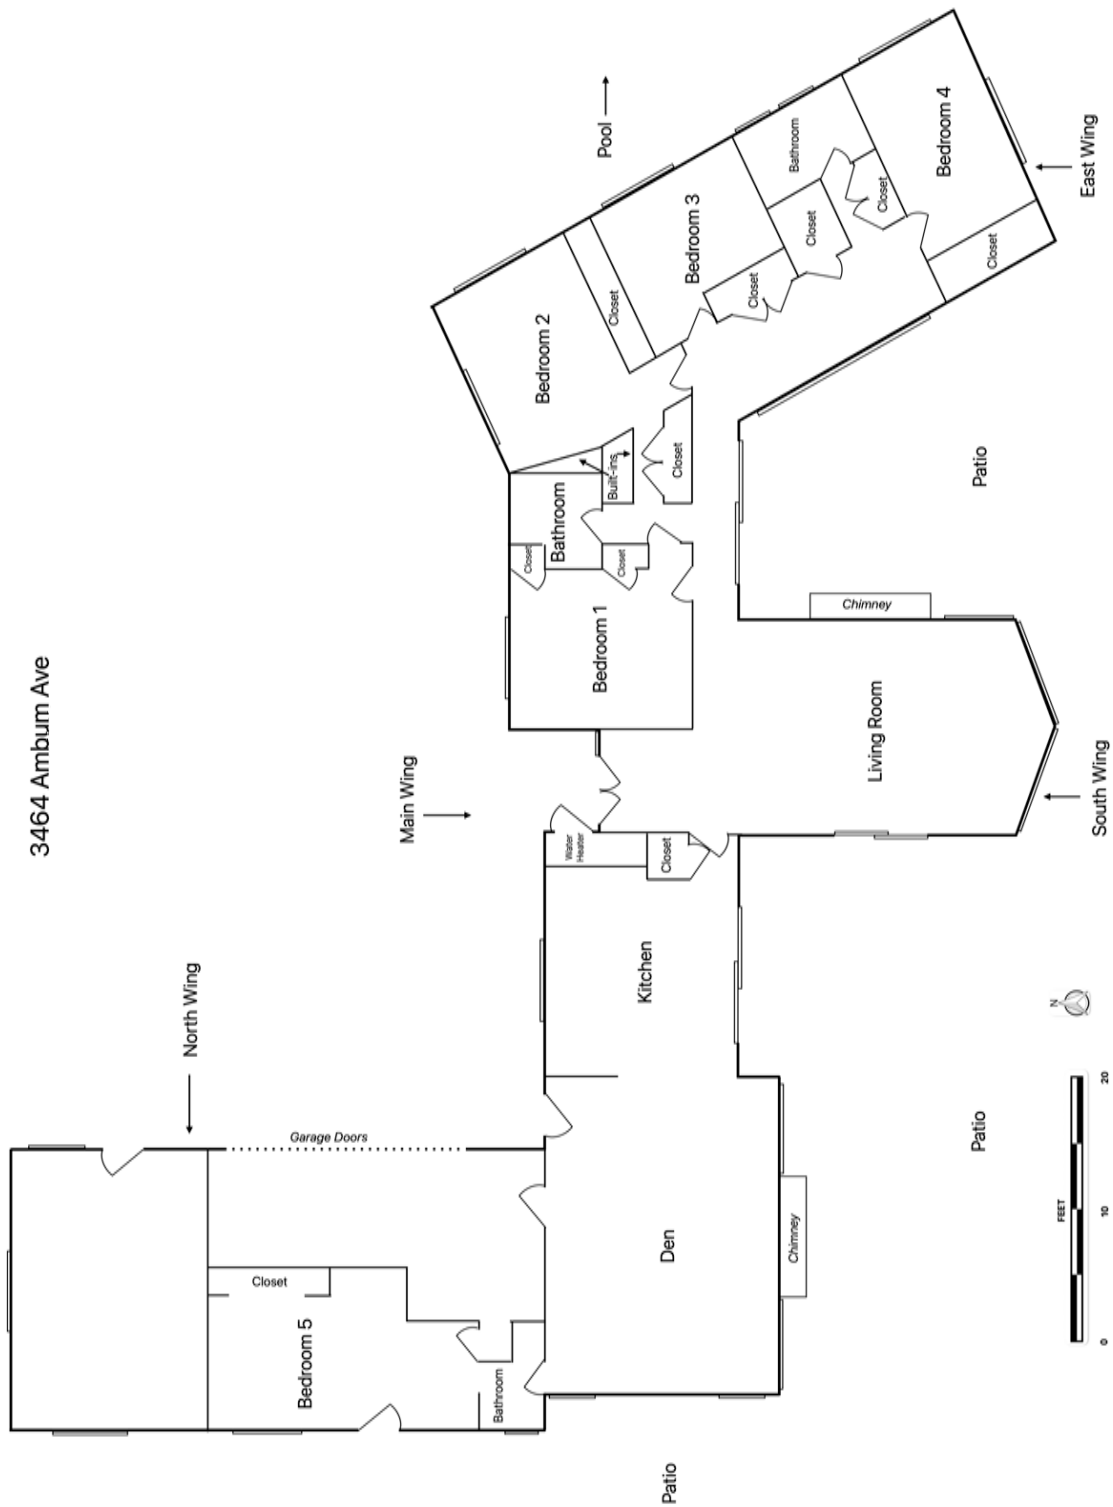 3464 Ambum Ave
North Wing
Garage Doors
Closet
Bedroom 5
Bathroom
Main Wing
Pool
Bedroom 2
Closet
Bathroom
Closet
Built-ins
Closet
Bedroom 1
Closet
Water
Heater
Closet
Kitchen
Den
Patio
Bedroom 3
Closet
Bathroom
Closet
Closet
Bedroom 4
Closet
East Wing
Living Room
Chimney
Chimney
Patio
Patio
South Wing
N
FEET
0 10 20